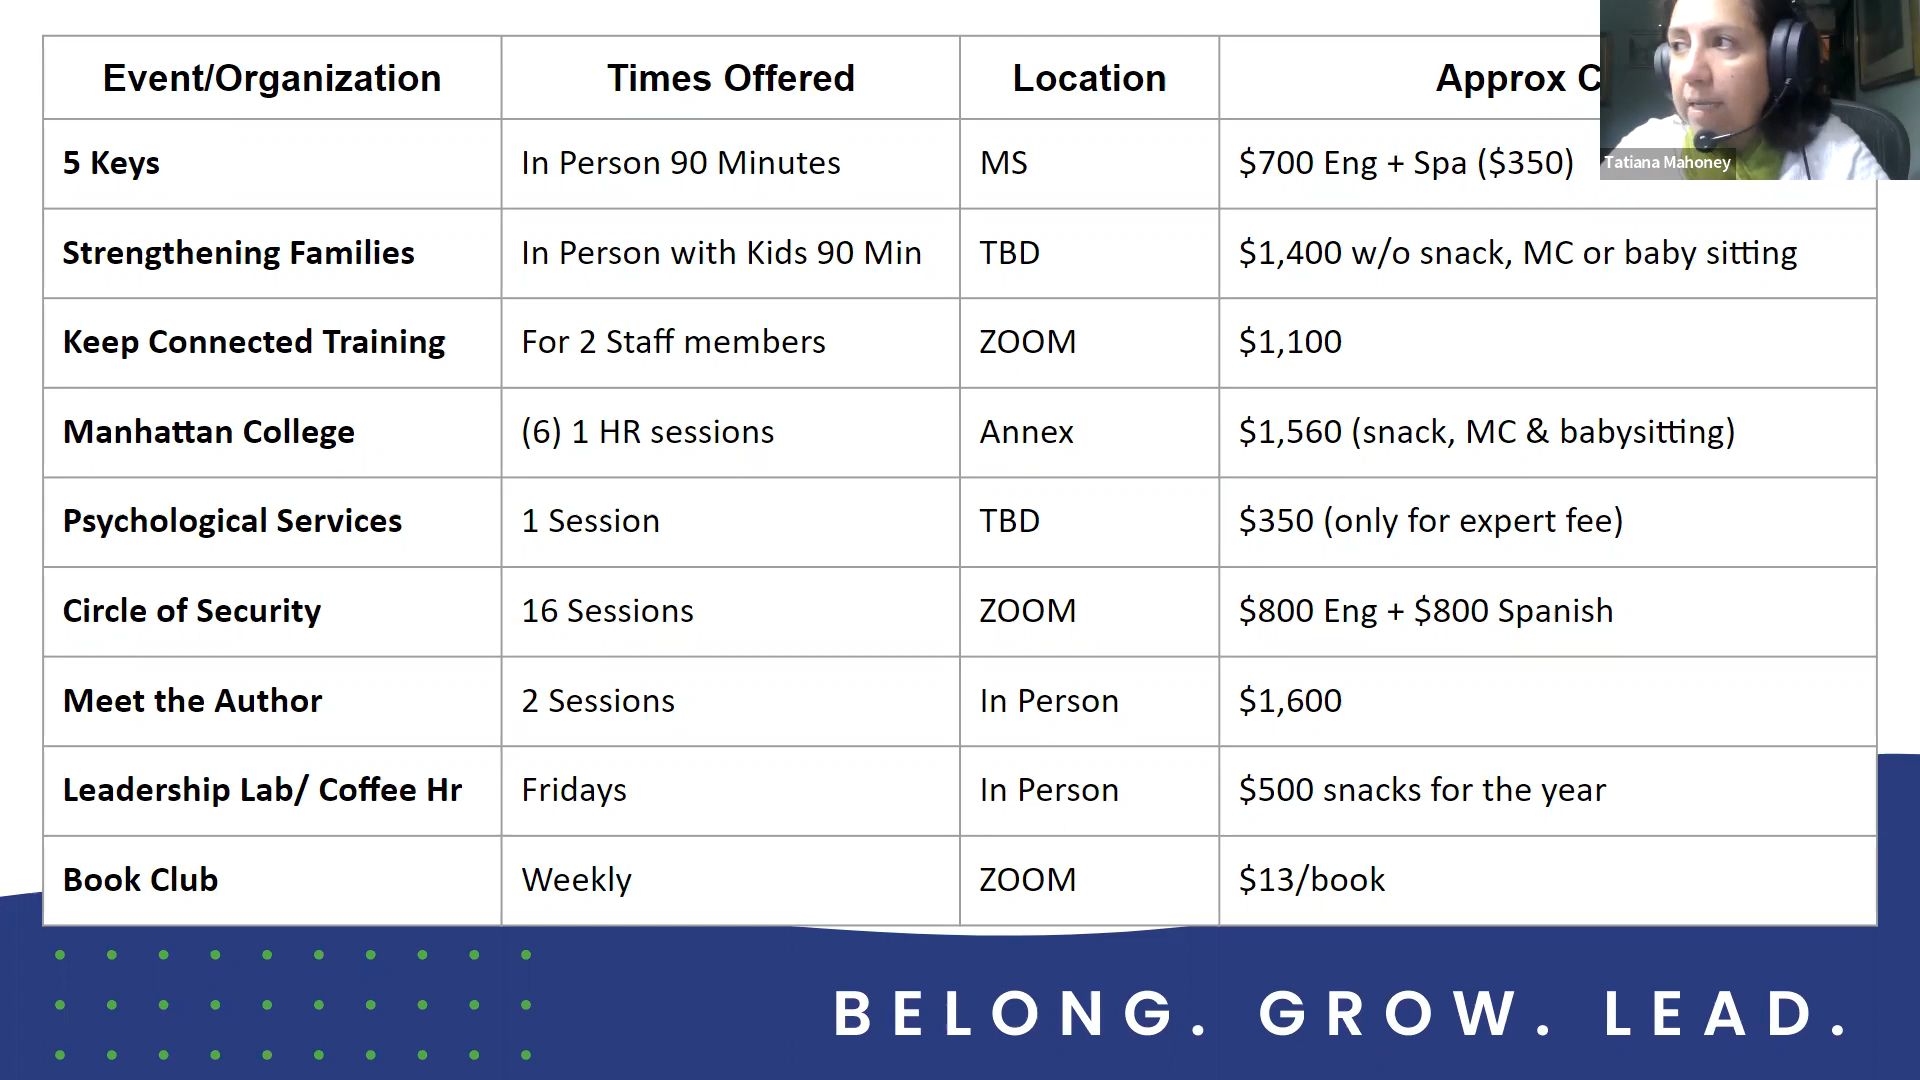 Event/Organization Times Offered Location Approx C
5 Keys In Person 90 Minutes MS $700 Eng + Spa ($350)
Tatiana Mahoney
Strengthening Families In Person with Kids 90 Min TBD $1,400 w/o snack, MC or baby sitting
Keep Connected Training For 2 Staff members ZOOM $1,100
Manhattan College (6) 1 HR sessions Annex $1,560 (snack, MC & babysitting)
Psychological Services 1 Session TBD $350 (only for expert fee)
Circle of Security 16 Sessions ZOOM $800 Eng + $800 Spanish
Meet the Author 2 Sessions In Person $1,600
Leadership Lab/ Coffee Hr Fridays In Person $500 snacks for the year
Book Club Weekly ZOOM $13/book
BELONG. GROW. LEAD.